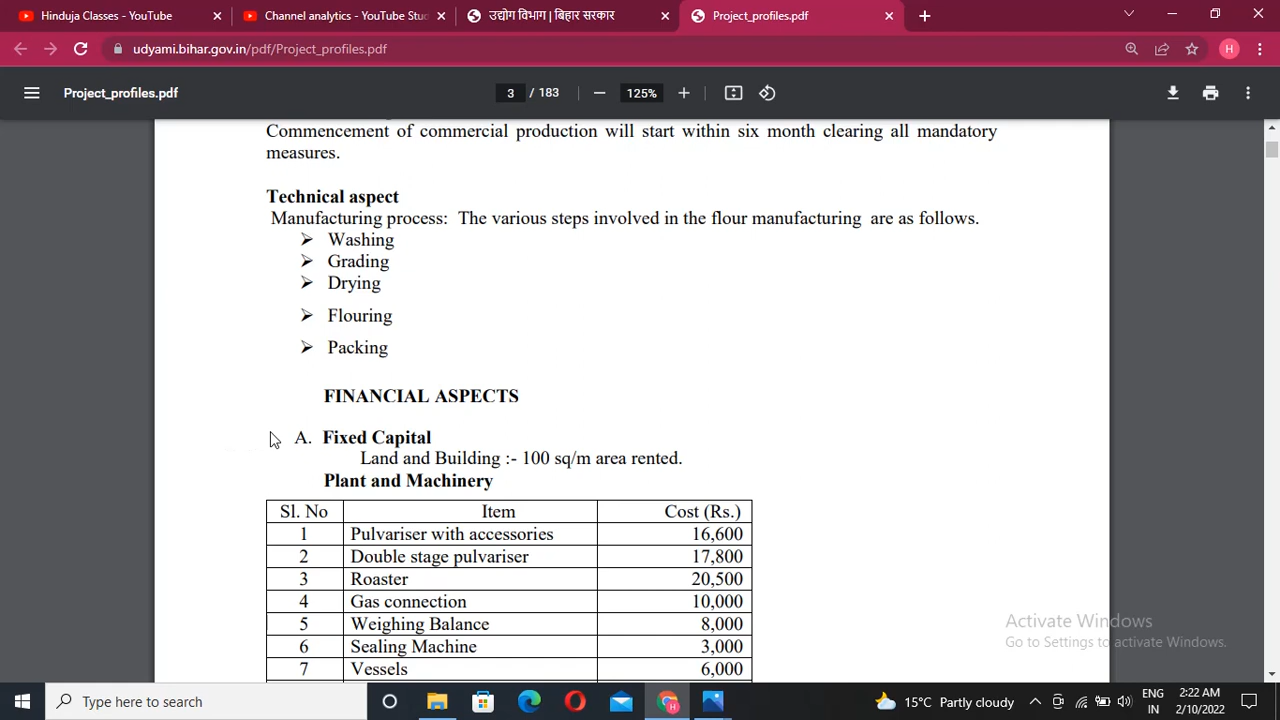 Hinduja Classes - YouTube
Channel analytics - YouTube Stu
उद्योग विभाग | बिहार सरकार
Project_profiles.pdf
udyami.bihar.gov.in/pdf/Project_profiles.pdf
H
Project_profiles.pdf
3 / 183
125%
Commencement of commercial production will start within six month clearing all mandatory
measures.
Technical aspect
Manufacturing process: The various steps involved in the flour manufacturing are as follows.
➢ Washing
➢ Grading
➢ Drying
➢ Flouring
➢ Packing
FINANCIAL ASPECTS
A. Fixed Capital
Land and Building :- 100 sq/m area rented.
Plant and Machinery
Sl. No Item Cost (Rs.)
1 Pulvariser with accessories 16,600
2 Double stage pulvariser 17,800
3 Roaster 20,500
4 Gas connection 10,000
5 Weighing Balance 8,000
6 Sealing Machine 3,000
7 Vessels 6,000
Activate Windows
Go to Settings to activate Windows.
Type here to search
15°C Partly cloudy
ENG
IN
2:22 AM
2/10/2022